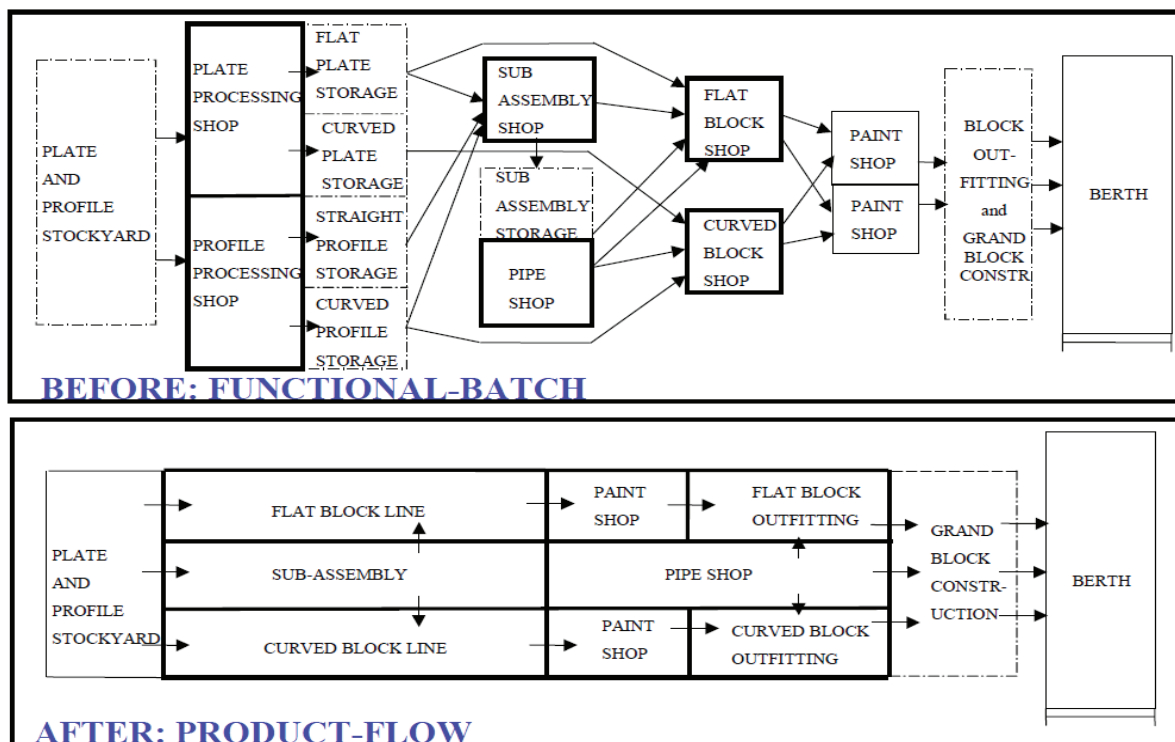 PLATE
AND
PROFILE
STOCKYARD
PLATE
PROCESSING
SHOP
PROFILE
PROCESSING
SHOP
FLAT
PLATE
STORAGE
CURVED
PLATE
STORAGE
STRAIGHT
PROFILE
STORAGE
CURVED
PROFILE
STORAGE
SUB
ASSEMBLY
SHOP
SUB
ASSEMBLY
STORAGE
PIPE
SHOP
FLAT
BLOCK
SHOP
CURVED
BLOCK
SHOP
PAINT
SHOP
PAINT
SHOP
BLOCK
OUT-
FITTING
and
GRAND
BLOCK
CONSTR.
BERTH
BEFORE: FUNCTIONAL-BATCH
PLATE
AND
PROFILE
STOCKYARD
FLAT BLOCK LINE
SUB-ASSEMBLY
CURVED BLOCK LINE
PAINT
SHOP
FLAT BLOCK
OUTFITTING
PIPE SHOP
PAINT
SHOP
CURVED BLOCK
OUTFITTING
GRAND
BLOCK
CONSTR-
UCTION
BERTH
AFTER: PRODUCT-FLOW